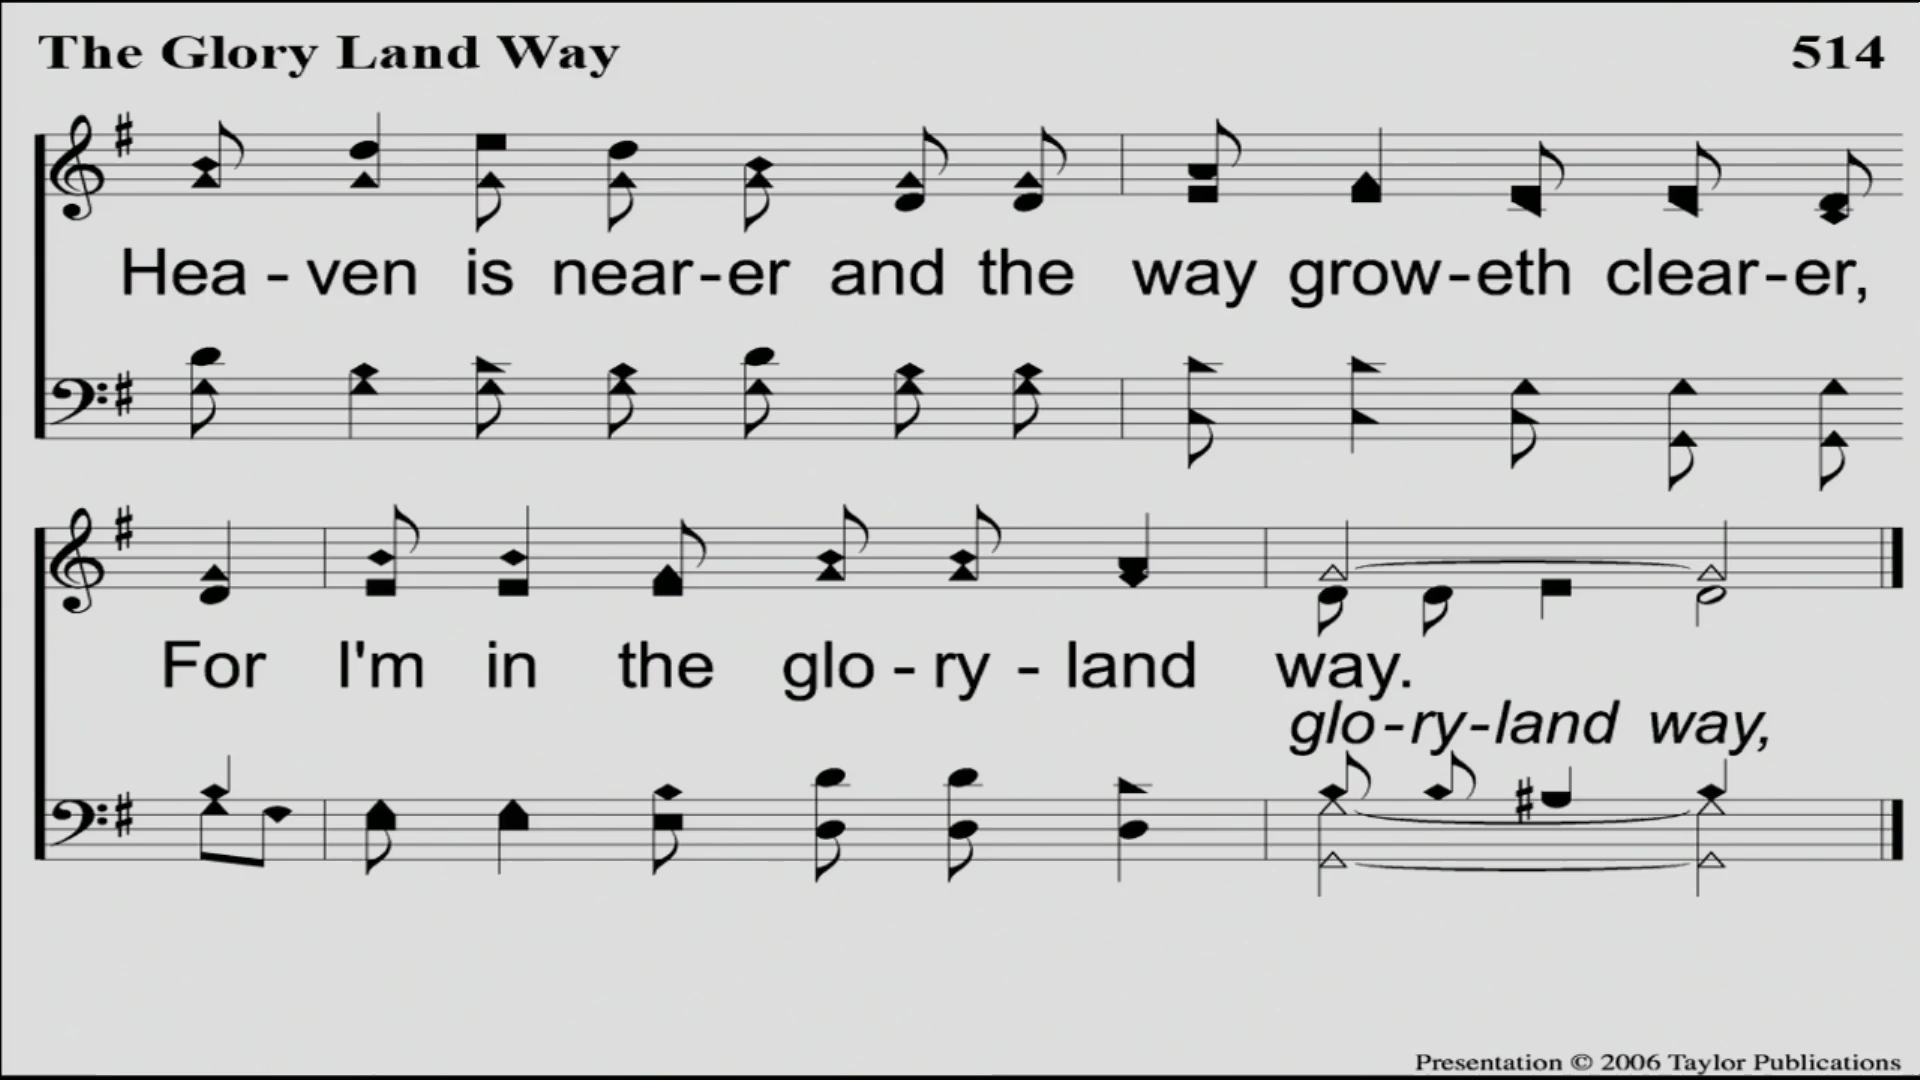 The Glory Land Way 514
Hea - ven is near-er and the way grow-eth clear-er,
For I'm in the glo - ry - land way.
glo-ry-land way,
Presentation © 2006 Taylor Publications